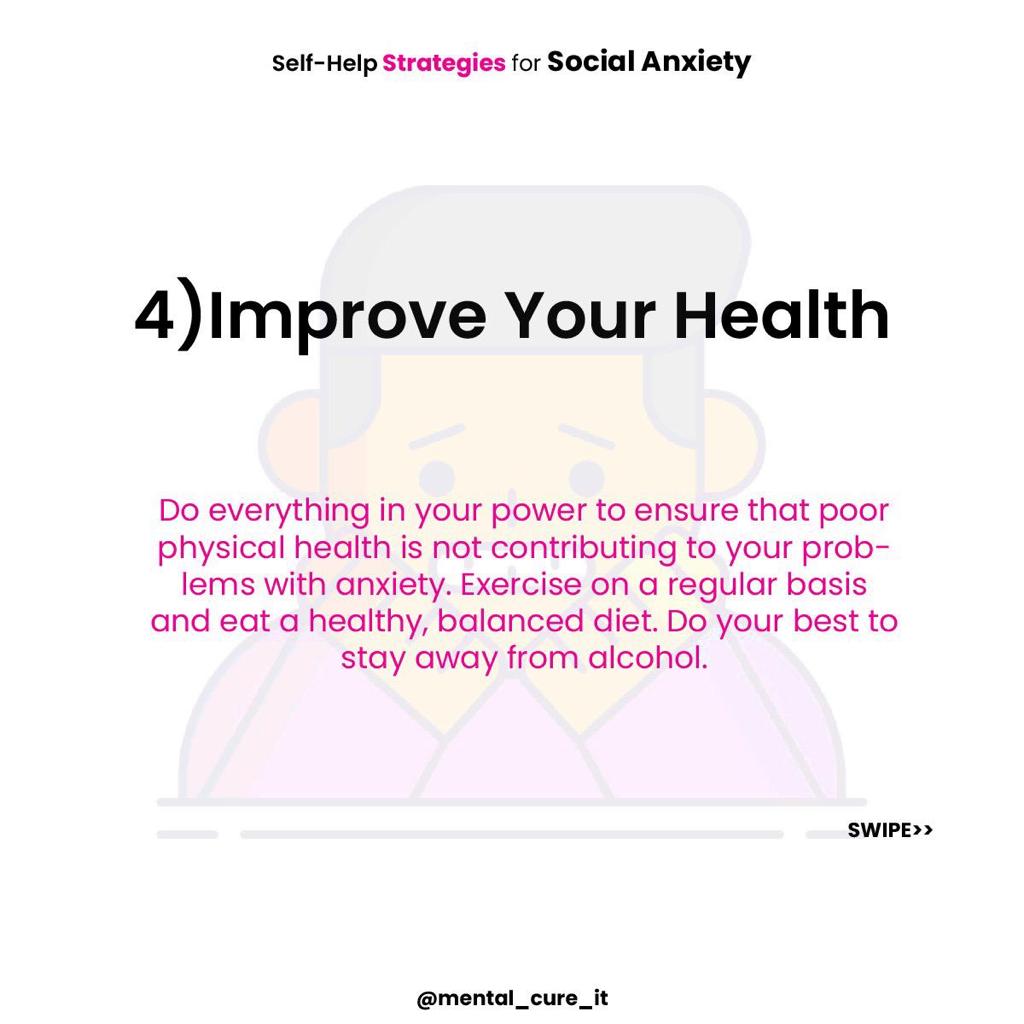 Self-Help Strategies for Social Anxiety
4)Improve Your Health
Do everything in your power to ensure that poor
physical health is not contributing to your prob-
lems with anxiety. Exercise on a regular basis
and eat a healthy, balanced diet. Do your best to
stay away from alcohol.
SWIPE>>
@mental_cure_it